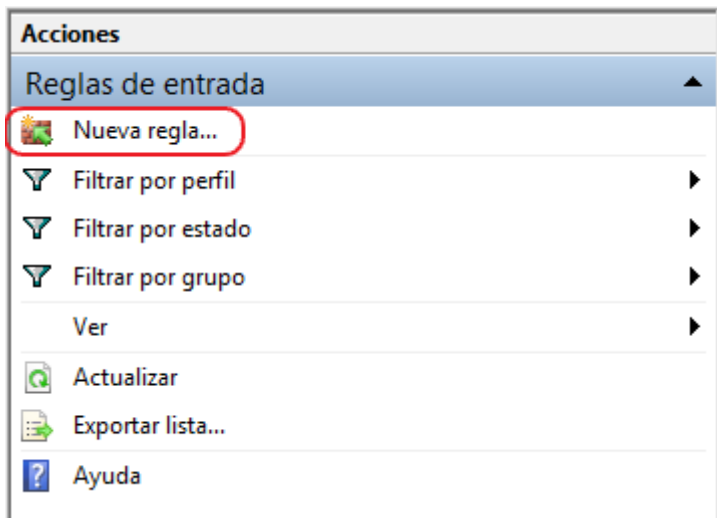 Acciones
Reglas de entrada
Nueva regla...
Filtrar por perfil
Filtrar por estado
Filtrar por grupo
Ver
Actualizar
Exportar lista...
Ayuda